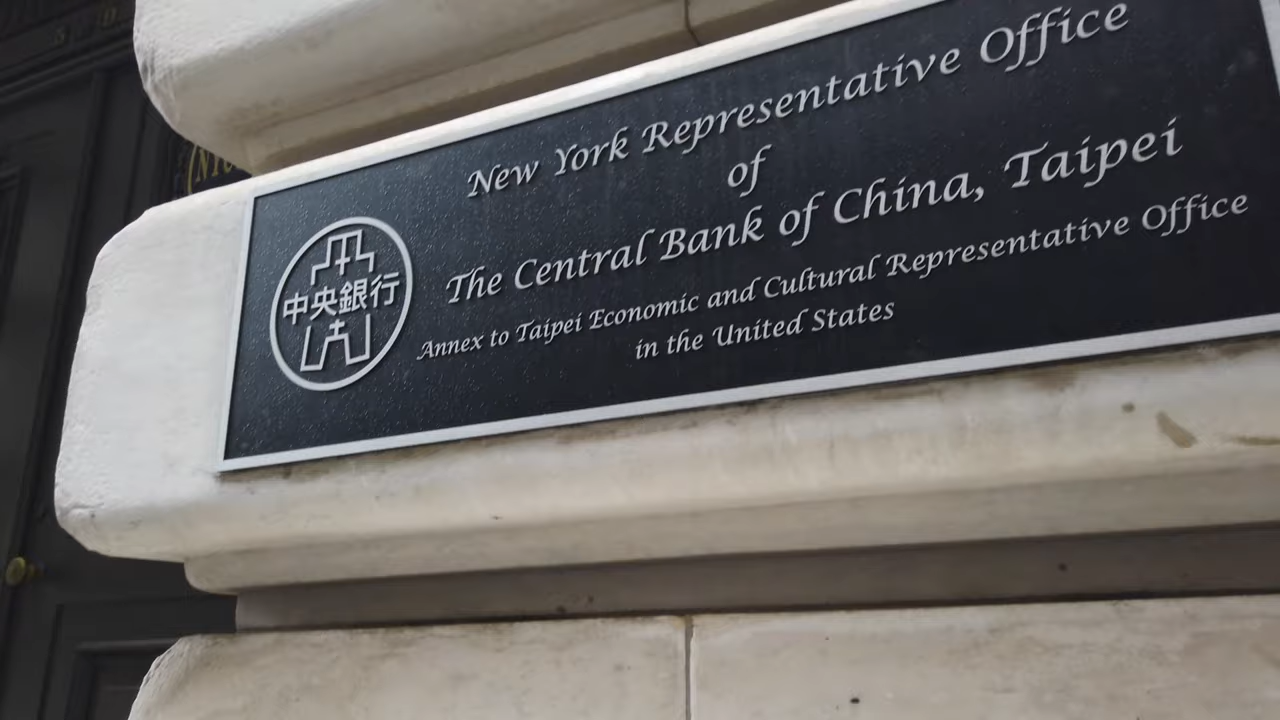 New York Representative Office
of
The Central Bank of China, Taipei
Annex to Taipei Economic and Cultural Representative Office
in the United States
中央銀行